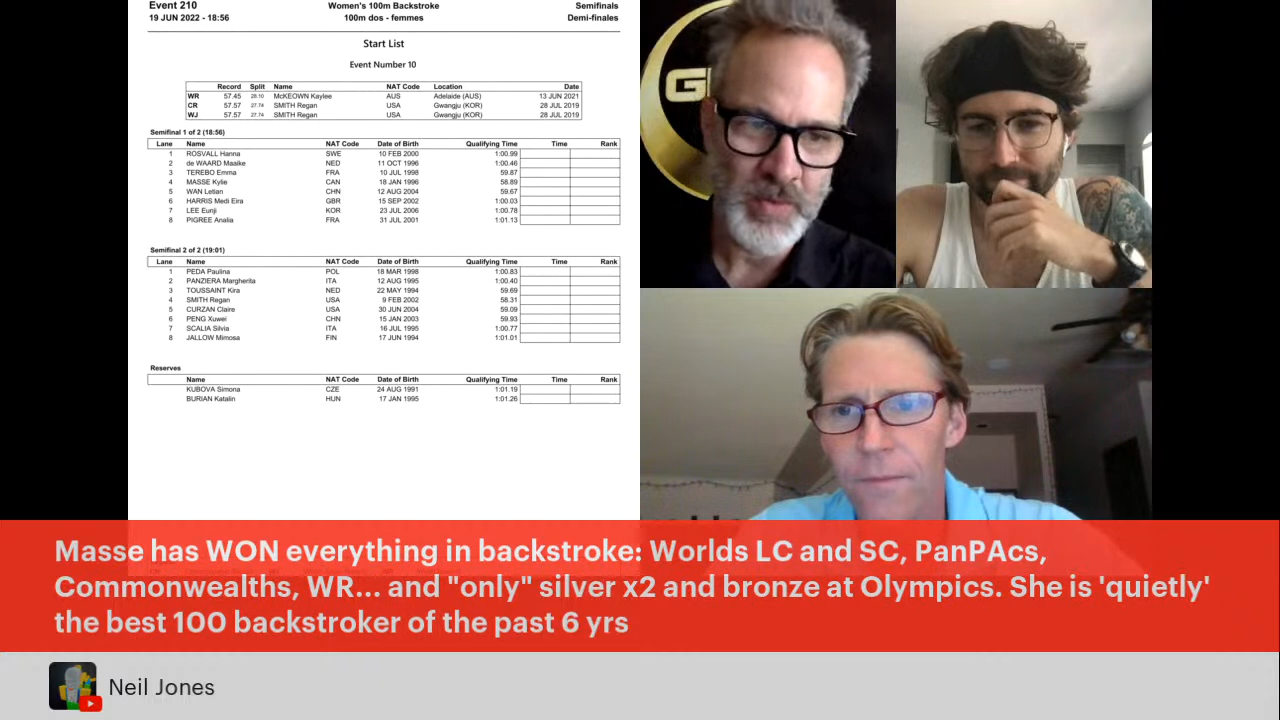 Event 210 Women's 100m Backstroke Semifinals
19 JUN 2022 - 18:56 100m dos - femmes Demi-finales
Start List
Event Number 10
Record Split Name NAT Code Location Date
WR 57.45 28.10 McKEOWN Kaylee AUS Adelaide (AUS) 13 JUN 2021
CR 57.57 27.74 SMITH Regan USA Gwangju (KOR) 28 JUL 2019
WJ 57.57 27.74 SMITH Regan USA Gwangju (KOR) 28 JUL 2019
Semifinal 1 of 2 (18:56)
Lane Name NAT Code Date of Birth Qualifying Time Time Rank
1 ROSVALL Hanna SWE 10 FEB 2000 1:00.99
2 de WAARD Maaike NED 11 OCT 1996 1:00.46
3 TEREBO Emma FRA 10 JUL 1998 59.87
4 MASSE Kylie CAN 18 JAN 1996 58.89
5 WAN Letian CHN 12 AUG 2004 59.67
6 HARRIS Medi Eira GBR 15 SEP 2002 1:00.03
7 LEE Eunji KOR 23 JUL 2006 1:00.78
8 PIGREE Analia FRA 31 JUL 2001 1:01.13
Semifinal 2 of 2 (19:01)
Lane Name NAT Code Date of Birth Qualifying Time Time Rank
1 PEDA Paulina POL 18 MAR 1998 1:00.83
2 PANZIERA Margherita ITA 12 AUG 1995 1:00.40
3 TOUSSAINT Kira NED 22 MAY 1994 59.69
4 SMITH Regan USA 9 FEB 2002 58.31
5 CURZAN Claire USA 30 JUN 2004 59.09
6 PENG Xuwei CHN 15 JAN 2003 59.93
7 SCALIA Silvia ITA 16 JUL 1995 1:00.77
8 JALLOW Mimosa FIN 17 JUN 1994 1:01.01
Reserves
Name NAT Code Date of Birth Qualifying Time Time Rank
KUBOVA Simona CZE 24 AUG 1991 1:01.19
BURIAN Katalin HUN 17 JAN 1995 1:01.26
Masse has WON everything in backstroke: Worlds LC and SC, PanPAcs,
Commonwealths, WR... and "only" silver x2 and bronze at Olympics. She is 'quietly'
the best 100 backstroker of the past 6 yrs
Neil Jones